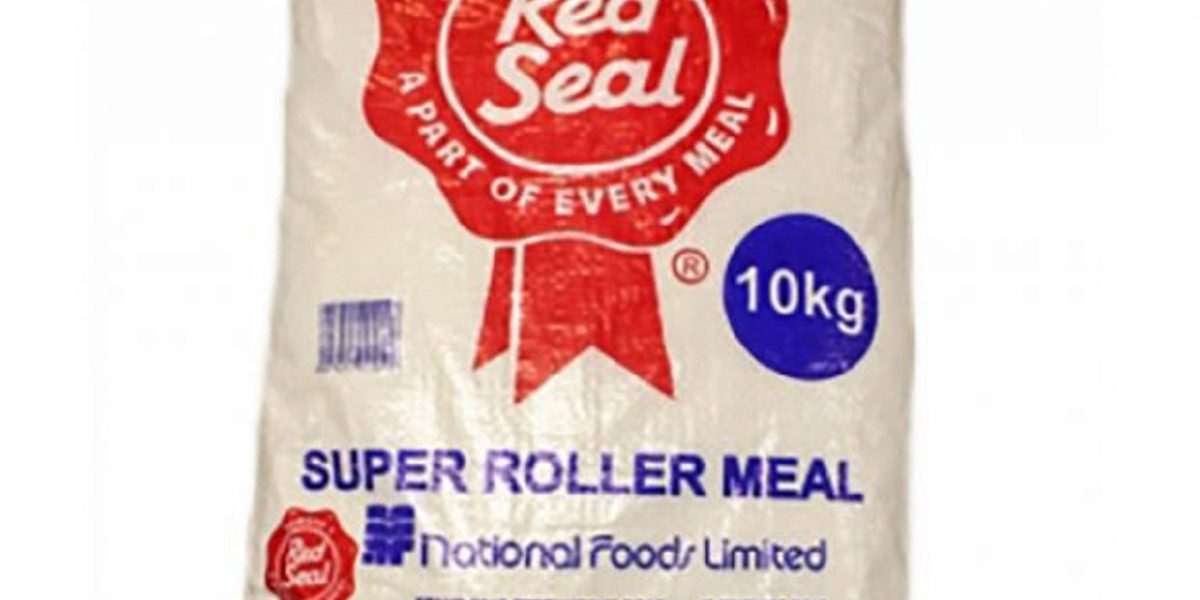 Red
Seal
A PART OF EVERY MEAL
®
10kg
SUPER ROLLER MEAL
National Foods Limited
Red
Seal